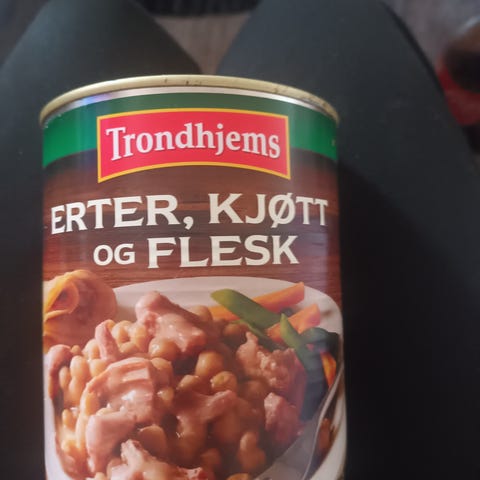 Trondhjems
ERTER, KJØTT
OG FLESK